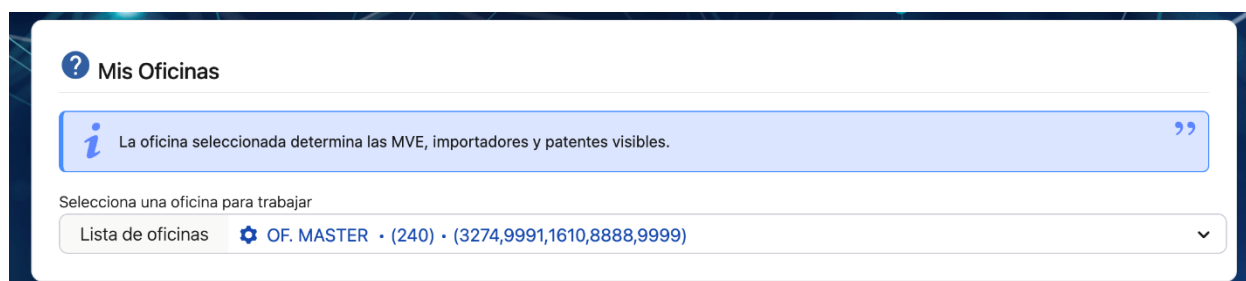 Mis Oficinas
La oficina seleccionada determina las MVE, importadores y patentes visibles.
Selecciona una oficina para trabajar
Lista de oficinas OF. MASTER • (240) • (3274,9991,1610,8888,9999)